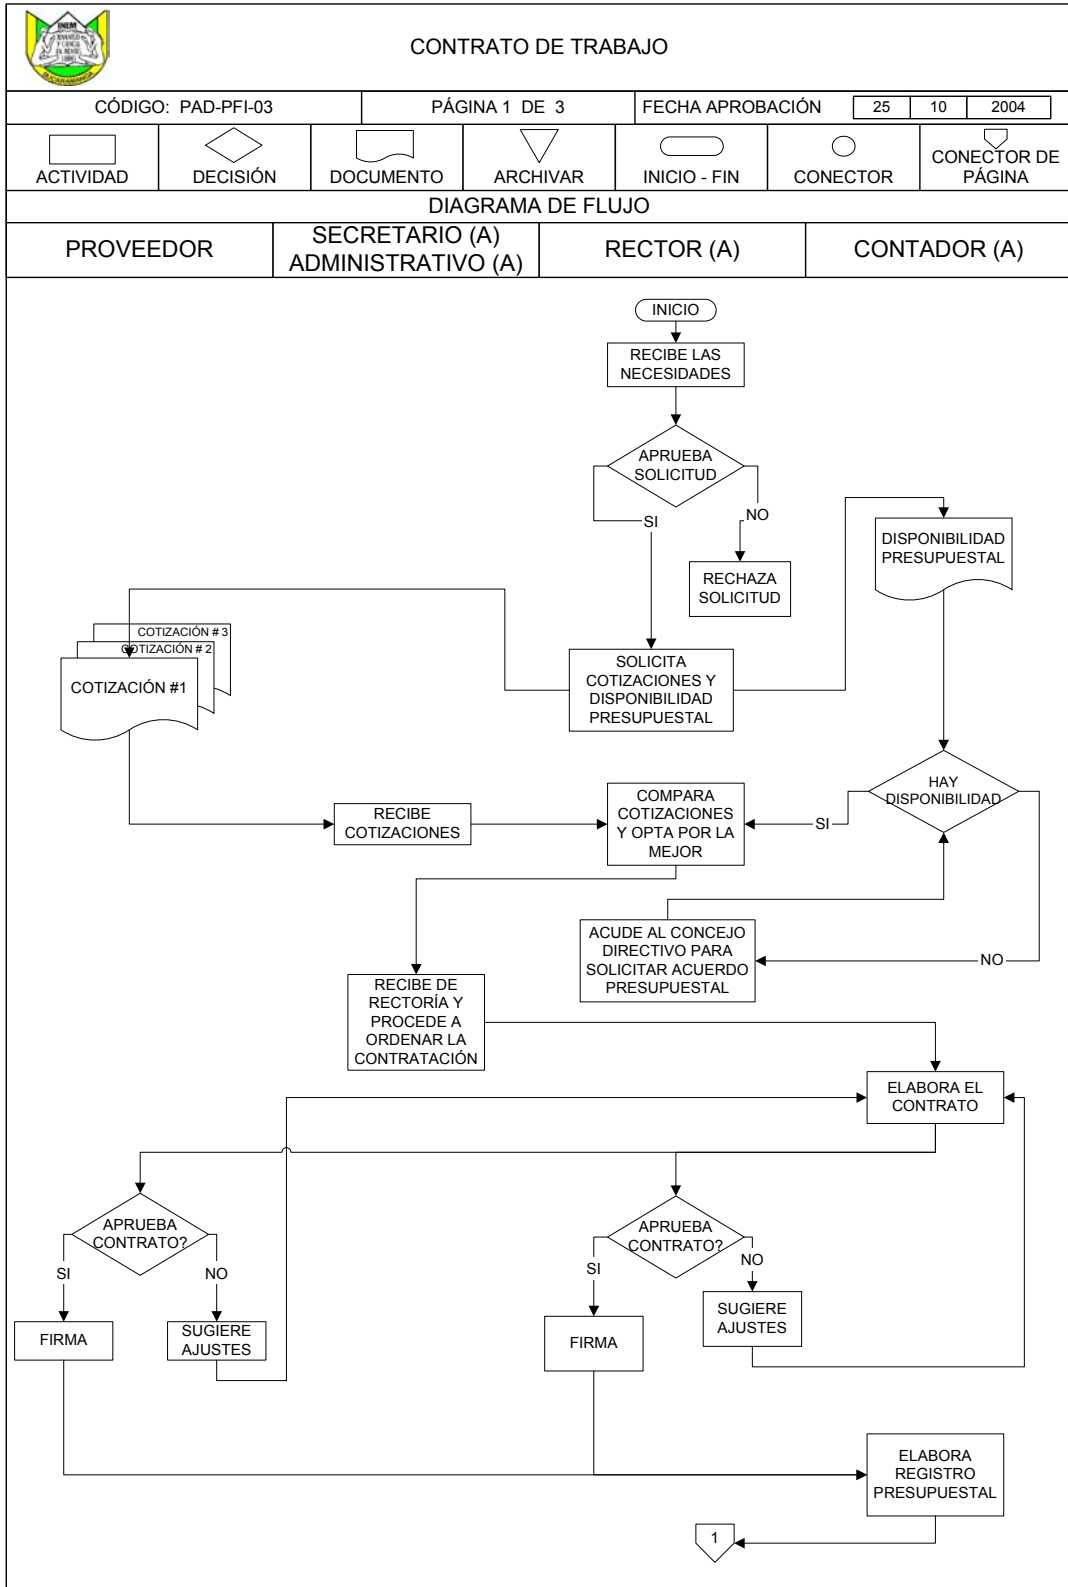 INEM
JUVENTUD
Y CIENCIA
BUCARAMANGA
CONTRATO DE TRABAJO
CÓDIGO: PAD-PFI-03
PÁGINA 1 DE 3
FECHA APROBACIÓN
25
10
2004
ACTIVIDAD
DECISIÓN
DOCUMENTO
ARCHIVAR
INICIO - FIN
CONECTOR
CONECTOR DE
PÁGINA
DIAGRAMA DE FLUJO
PROVEEDOR
SECRETARIO (A)
ADMINISTRATIVO (A)
RECTOR (A)
CONTADOR (A)
INICIO
RECIBE LAS
NECESIDADES
APRUEBA
SOLICITUD
SI
NO
RECHAZA
SOLICITUD
DISPONIBILIDAD
PRESUPUESTAL
COTIZACIÓN # 3
COTIZACIÓN # 2
COTIZACIÓN #1
SOLICITA
COTIZACIONES Y
DISPONIBILIDAD
PRESUPUESTAL
RECIBE
COTIZACIONES
COMPARA
COTIZACIONES
Y OPTA POR LA
MEJOR
SI
HAY
DISPONIBILIDAD
NO
ACUDE AL CONCEJO
DIRECTIVO PARA
SOLICITAR ACUERDO
PRESUPUESTAL
RECIBE DE
RECTORÍA Y
PROCEDE A
ORDENAR LA
CONTRATACIÓN
ELABORA EL
CONTRATO
APRUEBA
CONTRATO?
SI
NO
FIRMA
SUGIERE
AJUSTES
APRUEBA
CONTRATO?
SI
NO
FIRMA
SUGIERE
AJUSTES
ELABORA
REGISTRO
PRESUPUESTAL
1